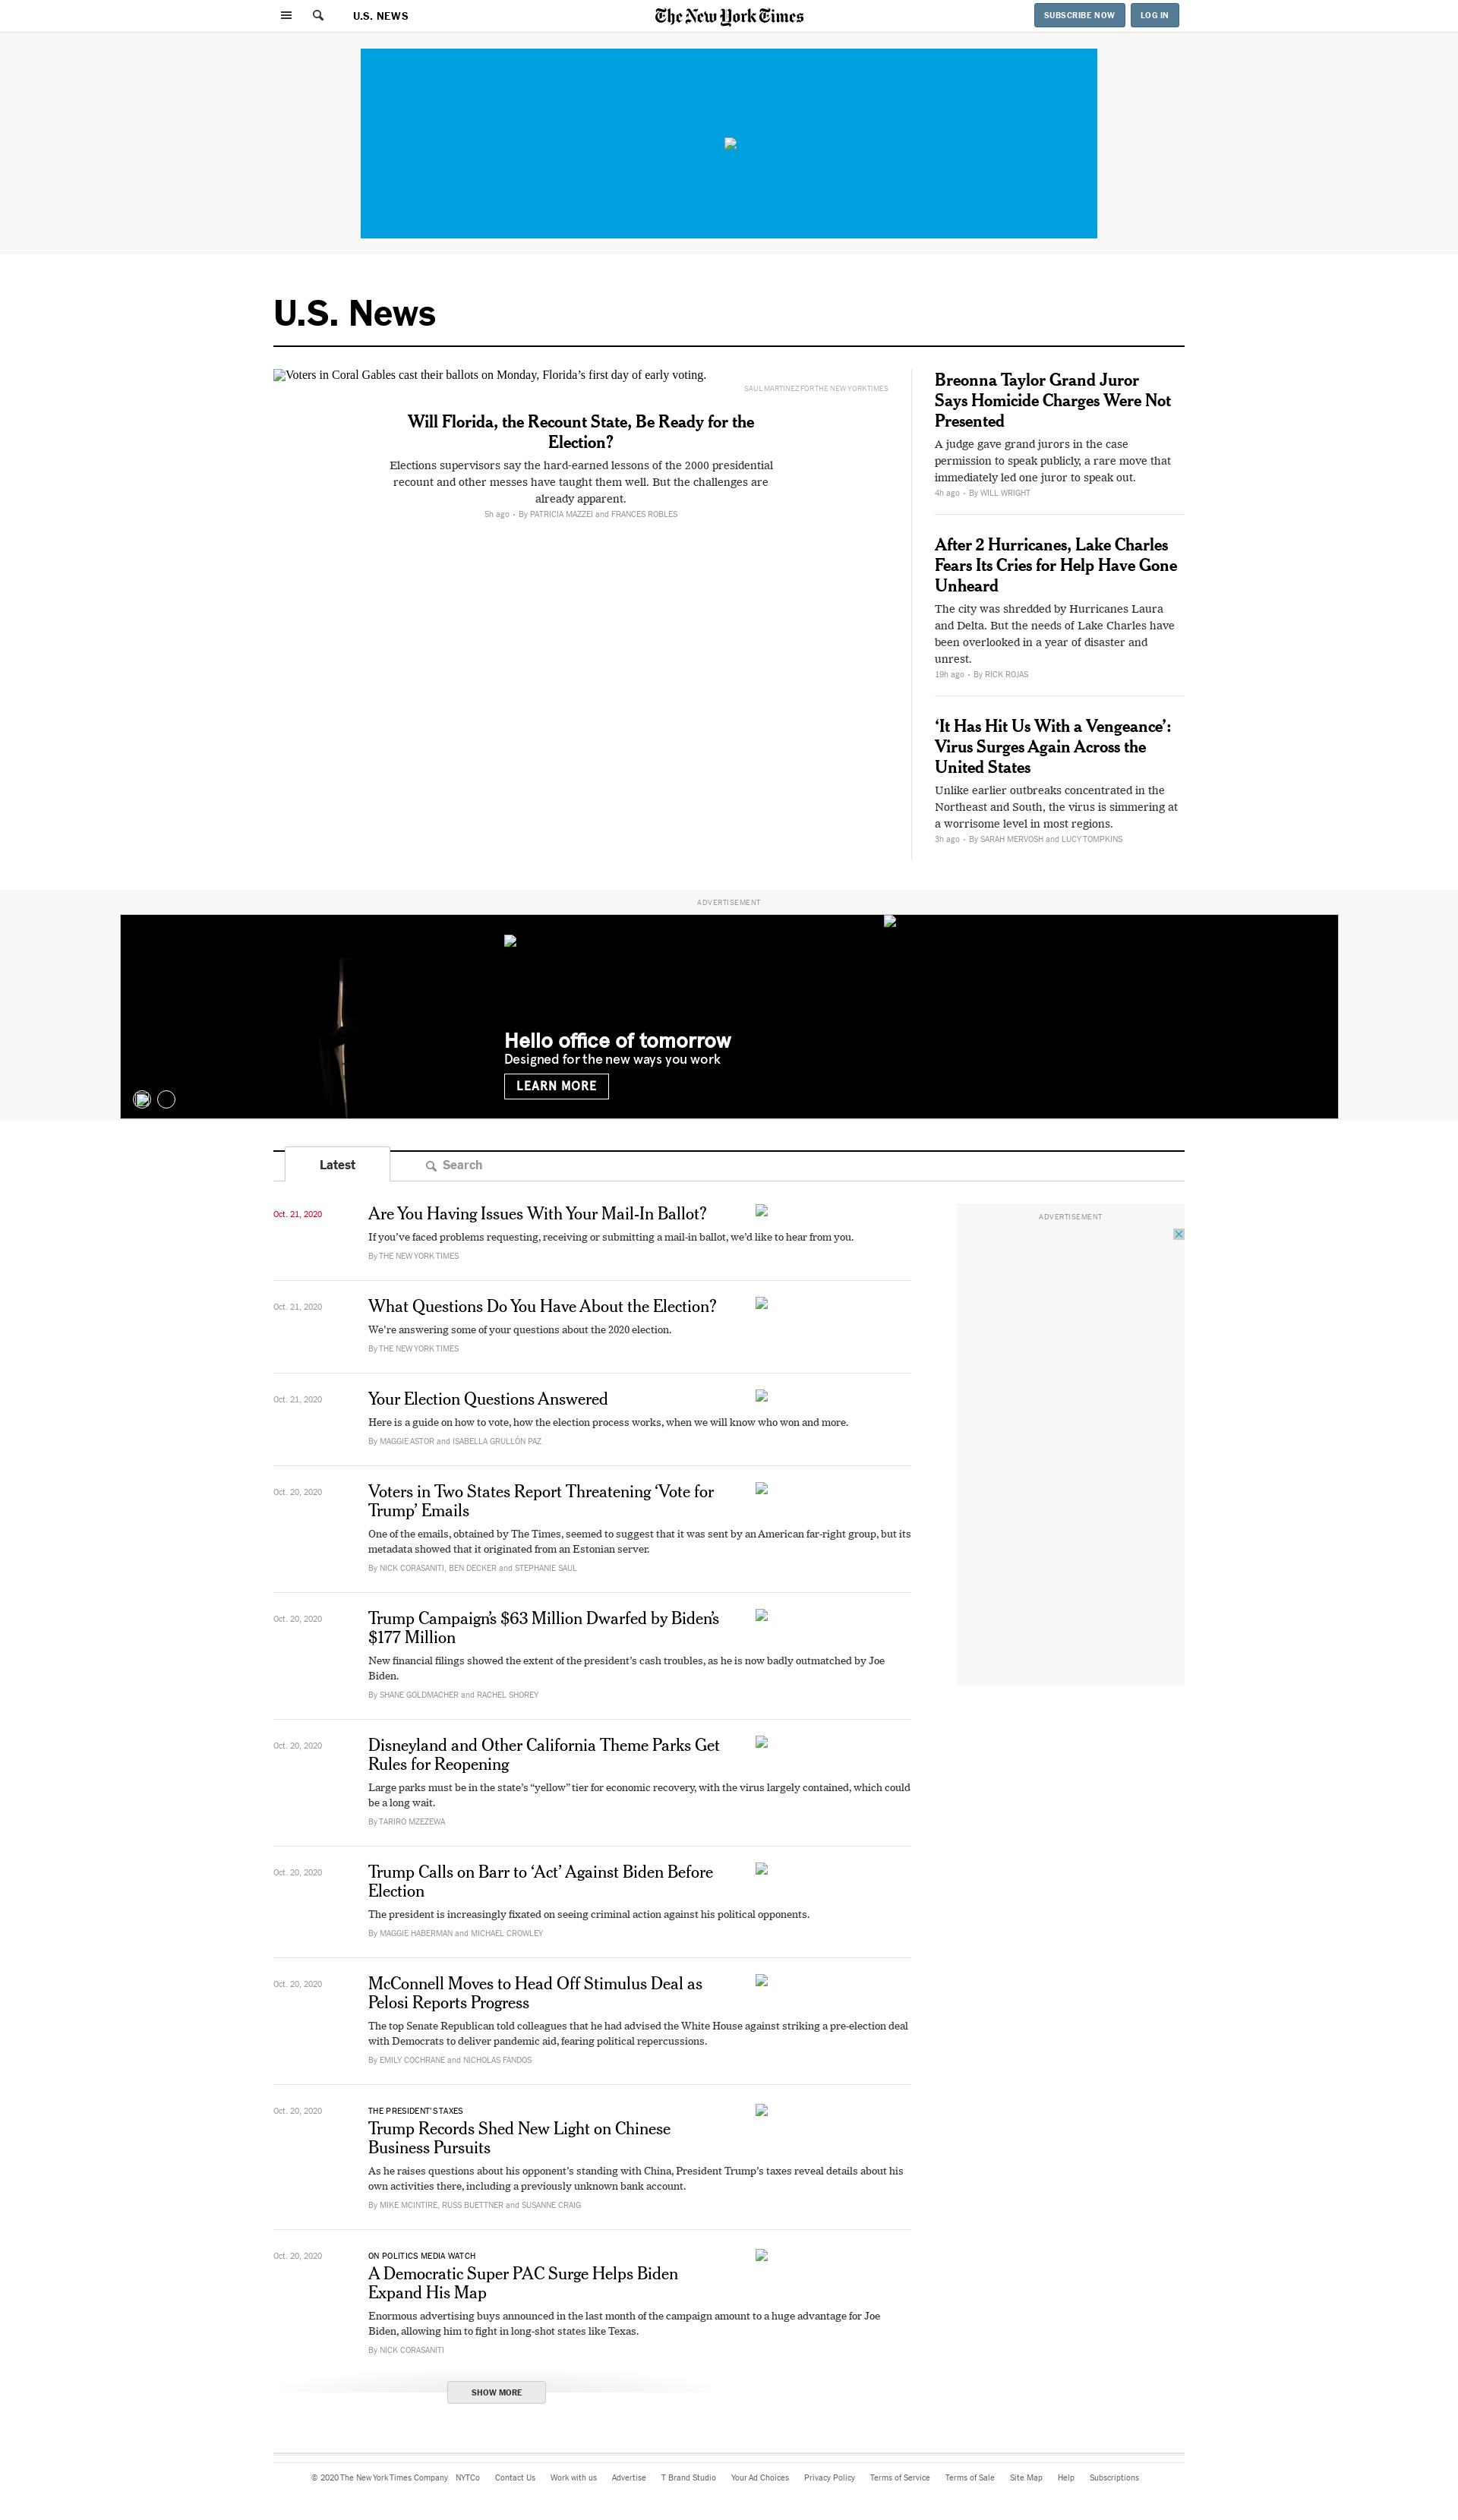 U.S. NEWS
The New York Times
SUBSCRIBE NOW
LOG IN
U.S. News
Voters in Coral Gables cast their ballots on Monday, Florida’s first day of early voting.
SAUL MARTINEZ FOR THE NEW YORK TIMES
Will Florida, the Recount State, Be Ready for the
Election?
Elections supervisors say the hard-earned lessons of the 2000 presidential
recount and other messes have taught them well. But the challenges are
already apparent.
5h ago • By PATRICIA MAZZEI and FRANCES ROBLES
Breonna Taylor Grand Juror
Says Homicide Charges Were Not
Presented
A judge gave grand jurors in the case
permission to speak publicly, a rare move that
immediately led one juror to speak out.
4h ago • By WILL WRIGHT
After 2 Hurricanes, Lake Charles
Fears Its Cries for Help Have Gone
Unheard
The city was shredded by Hurricanes Laura
and Delta. But the needs of Lake Charles have
been overlooked in a year of disaster and
unrest.
19h ago • By RICK ROJAS
‘It Has Hit Us With a Vengeance’:
Virus Surges Again Across the
United States
Unlike earlier outbreaks concentrated in the
Northeast and South, the virus is simmering at
a worrisome level in most regions.
3h ago • By SARAH MERVOSH and LUCY TOMPKINS
ADVERTISEMENT
Hello office of tomorrow
Designed for the new ways you work
LEARN MORE
Latest
Search
Oct. 21, 2020
Are You Having Issues With Your Mail-In Ballot?
If you’ve faced problems requesting, receiving or submitting a mail-in ballot, we’d like to hear from you.
By THE NEW YORK TIMES
ADVERTISEMENT
Oct. 21, 2020
What Questions Do You Have About the Election?
We’re answering some of your questions about the 2020 election.
By THE NEW YORK TIMES
Oct. 21, 2020
Your Election Questions Answered
Here is a guide on how to vote, how the election process works, when we will know who won and more.
By MAGGIE ASTOR and ISABELLA GRULLÓN PAZ
Oct. 20, 2020
Voters in Two States Report Threatening ‘Vote for
Trump’ Emails
One of the emails, obtained by The Times, seemed to suggest that it was sent by an American far-right group, but its
metadata showed that it originated from an Estonian server.
By NICK CORASANITI, BEN DECKER and STEPHANIE SAUL
Oct. 20, 2020
Trump Campaign’s $63 Million Dwarfed by Biden’s
$177 Million
New financial filings showed the extent of the president’s cash troubles, as he is now badly outmatched by Joe
Biden.
By SHANE GOLDMACHER and RACHEL SHOREY
Oct. 20, 2020
Disneyland and Other California Theme Parks Get
Rules for Reopening
Large parks must be in the state’s “yellow” tier for economic recovery, with the virus largely contained, which could
be a long wait.
By TARIRO MZEZEWA
Oct. 20, 2020
Trump Calls on Barr to ‘Act’ Against Biden Before
Election
The president is increasingly fixated on seeing criminal action against his political opponents.
By MAGGIE HABERMAN and MICHAEL CROWLEY
Oct. 20, 2020
McConnell Moves to Head Off Stimulus Deal as
Pelosi Reports Progress
The top Senate Republican told colleagues that he had advised the White House against striking a pre-election deal
with Democrats to deliver pandemic aid, fearing political repercussions.
By EMILY COCHRANE and NICHOLAS FANDOS
Oct. 20, 2020
THE PRESIDENT’S TAXES
Trump Records Shed New Light on Chinese
Business Pursuits
As he raises questions about his opponent’s standing with China, President Trump’s taxes reveal details about his
own activities there, including a previously unknown bank account.
By MIKE MCINTIRE, RUSS BUETTNER and SUSANNE CRAIG
Oct. 20, 2020
ON POLITICS MEDIA WATCH
A Democratic Super PAC Surge Helps Biden
Expand His Map
Enormous advertising buys announced in the last month of the campaign amount to a huge advantage for Joe
Biden, allowing him to fight in long-shot states like Texas.
By NICK CORASANITI
SHOW MORE
© 2020 The New York Times Company NYTCo Contact Us Work with us Advertise T Brand Studio Your Ad Choices Privacy Policy Terms of Service Terms of Sale Site Map Help Subscriptions